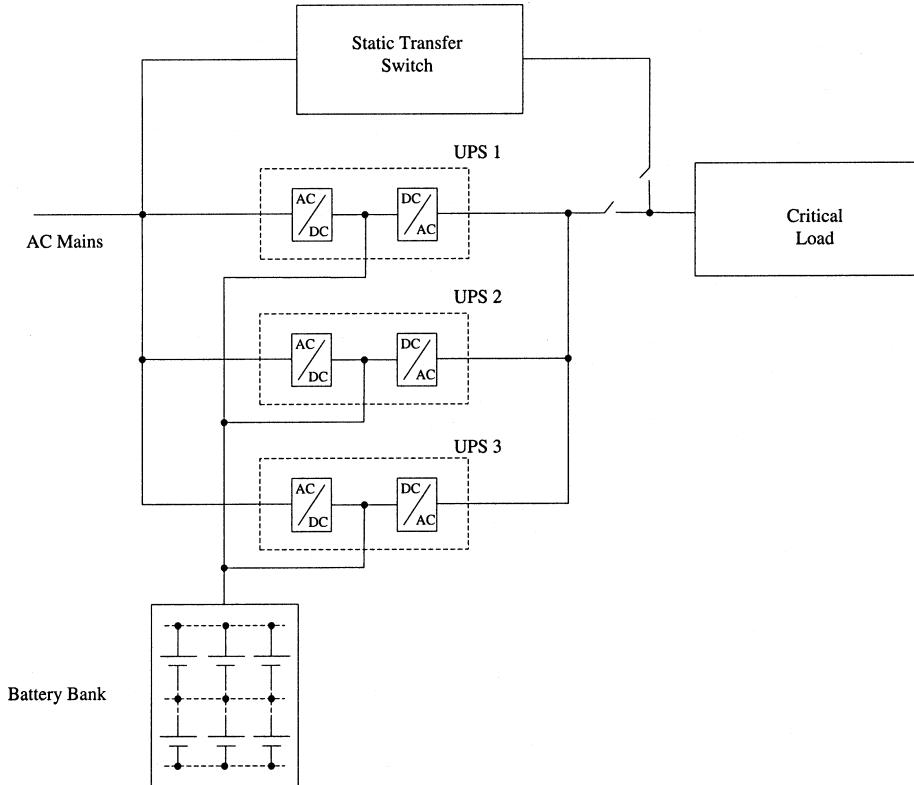 Static Transfer
Switch
UPS 1
AC
DC
DC
AC
AC Mains
Critical
Load
UPS 2
AC
DC
DC
AC
UPS 3
AC
DC
DC
AC
Battery Bank